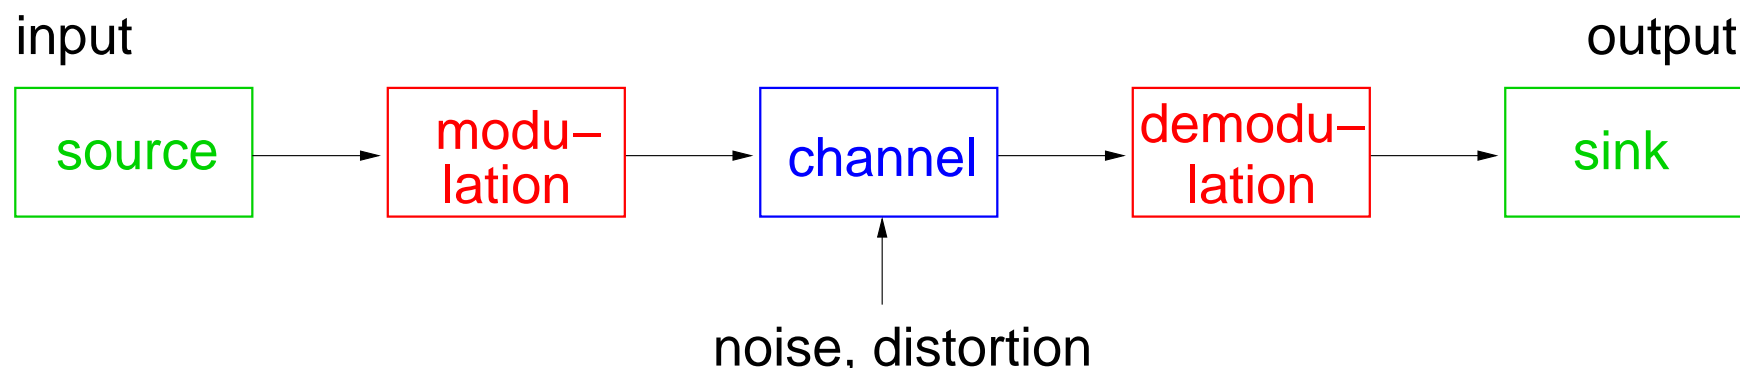 input
output
source
modu–
lation
channel
demodu–
lation
sink
noise, distortion